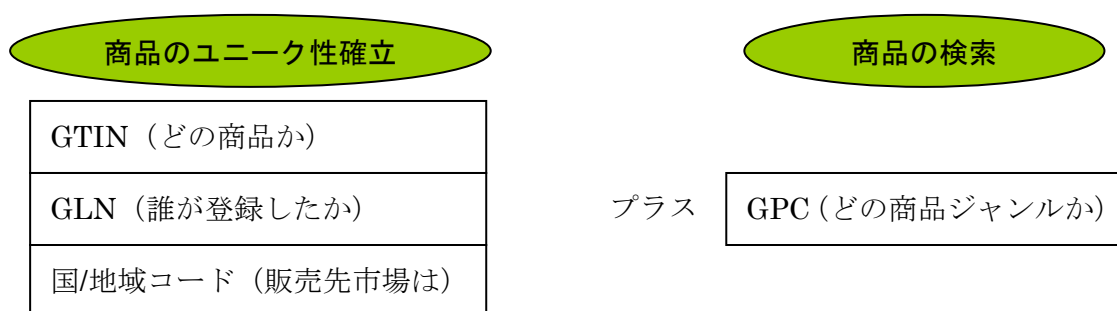 商品のユニーク性確立
商品の検索
GTIN（どの商品か）
GLN（誰が登録したか）
プラス
GPC（どの商品ジャンルか）
国/地域コード（販売先市場は）